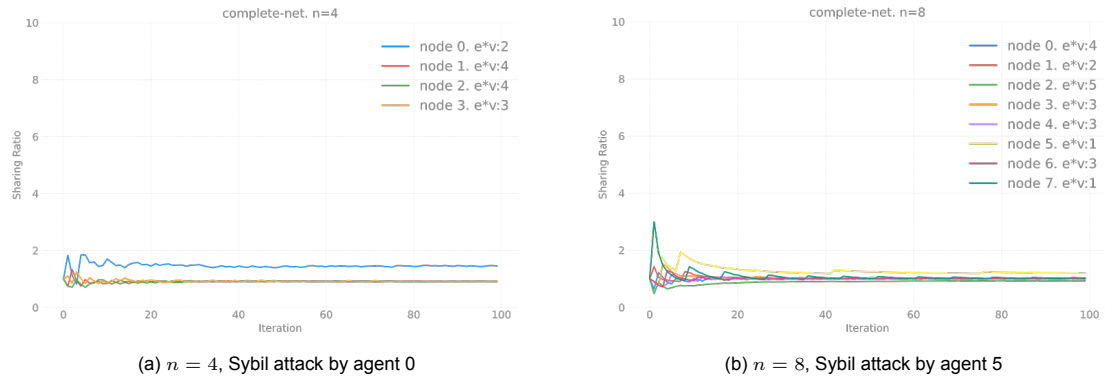 complete-net. n=4
10
8
6
4
2
0
Sharing Ratio
node 0. e*v:2
node 1. e*v:4
node 2. e*v:4
node 3. e*v:3
0 20 40 60 80 100
Iteration
(a) n = 4, Sybil attack by agent 0
complete-net. n=8
10
8
6
4
2
0
Sharing Ratio
node 0. e*v:4
node 1. e*v:2
node 2. e*v:5
node 3. e*v:3
node 4. e*v:3
node 5. e*v:1
node 6. e*v:3
node 7. e*v:1
0 20 40 60 80 100
Iteration
(b) n = 8, Sybil attack by agent 5